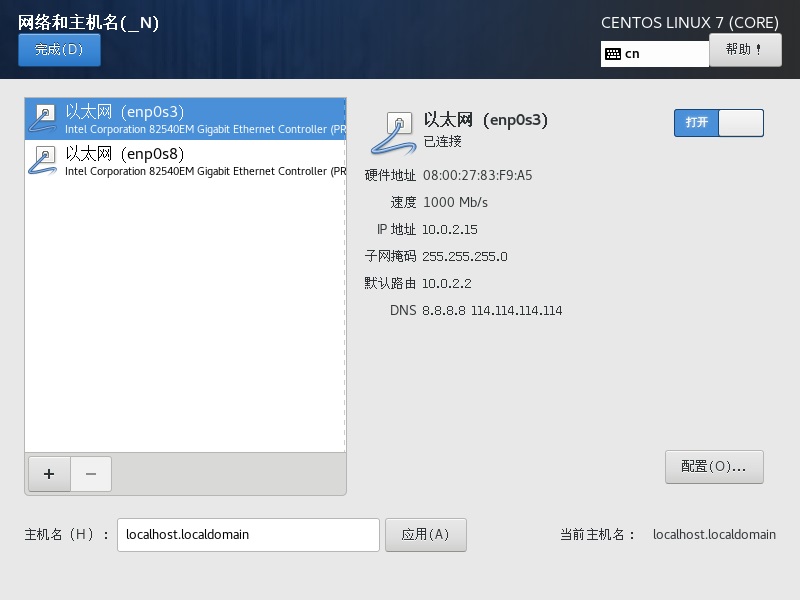 网络和主机名(_N)
CENTOS LINUX 7 (CORE)
完成(D)
cn
帮助！
以太网（enp0s3）
Intel Corporation 82540EM Gigabit Ethernet Controller (PR
以太网（enp0s8）
Intel Corporation 82540EM Gigabit Ethernet Controller (PR
以太网（enp0s3）
已连接
打开
硬件地址 08:00:27:83:F9:A5
速度 1000 Mb/s
IP 地址 10.0.2.15
子网掩码 255.255.255.0
默认路由 10.0.2.2
DNS 8.8.8.8 114.114.114.114
+ −
配置(O)...
主机名（H）： localhost.localdomain 应用(A) 当前主机名： localhost.localdomain